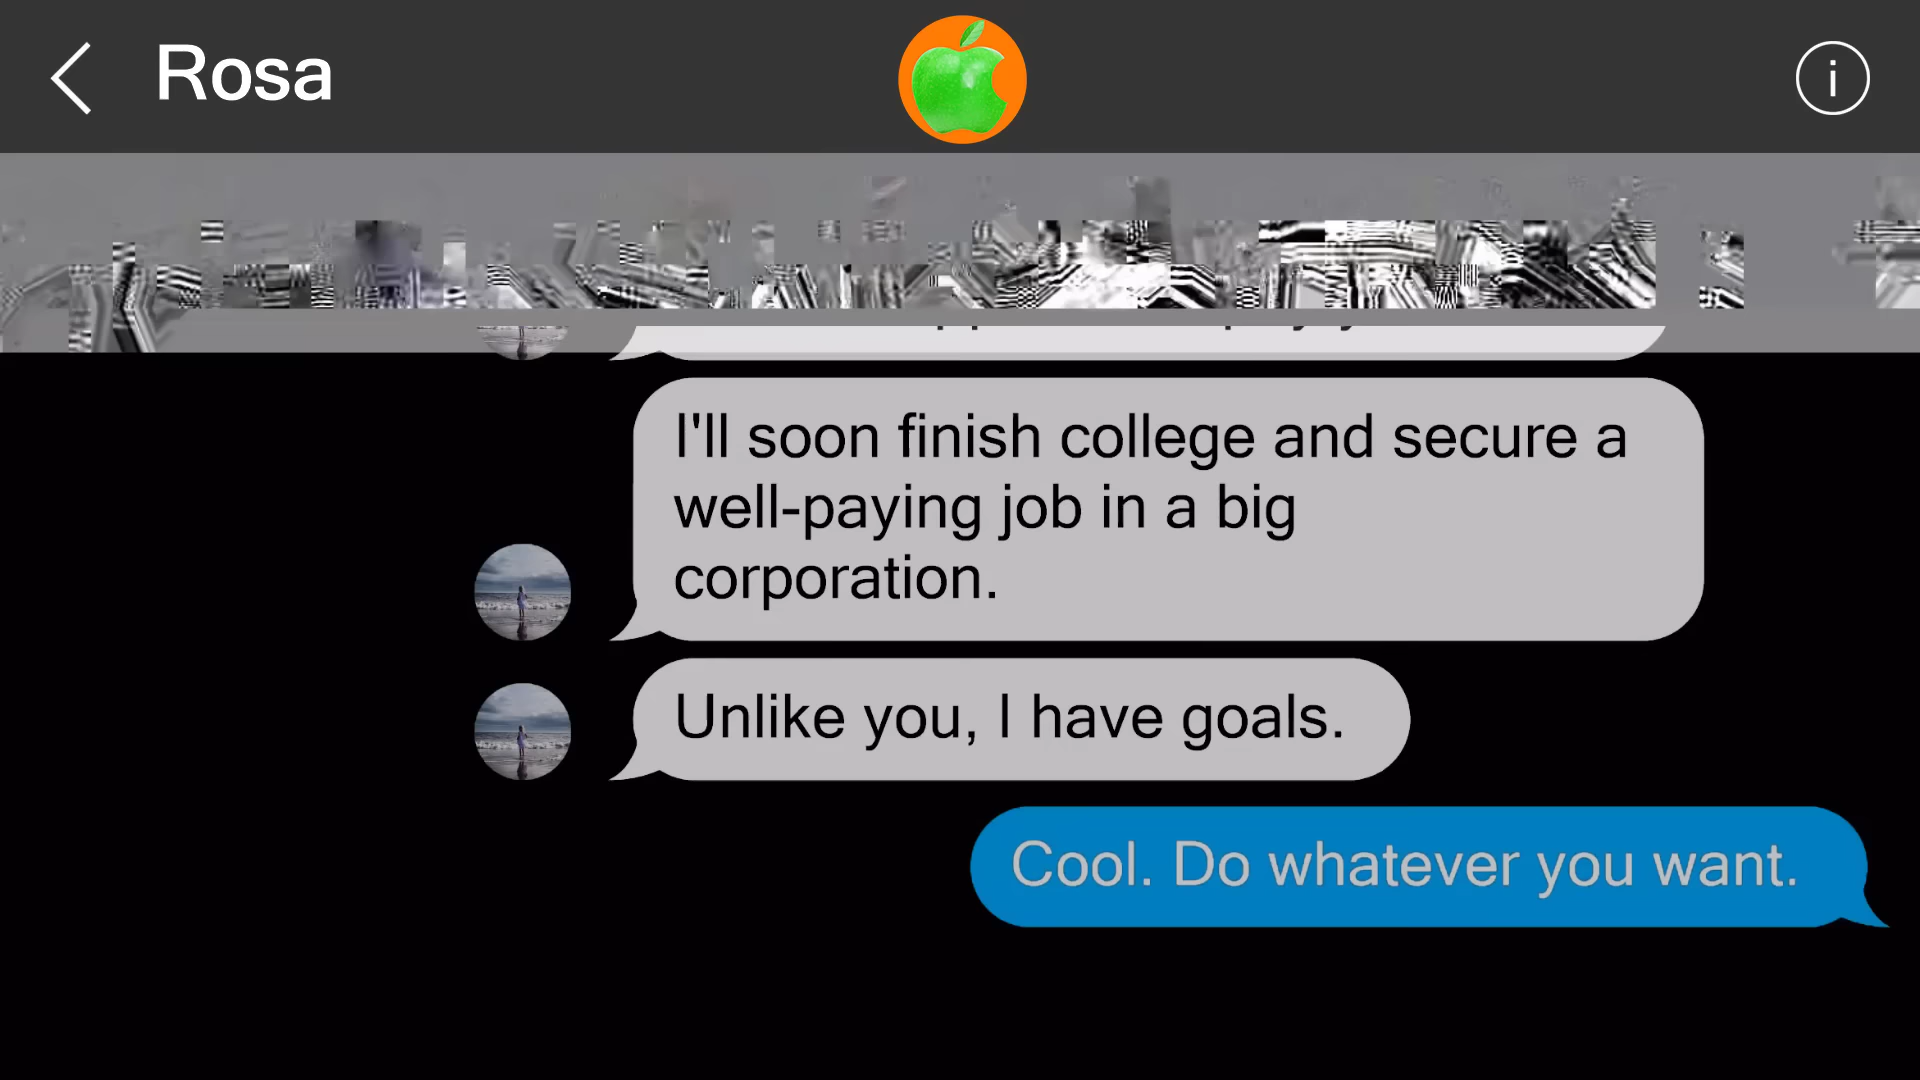 Rosa
i
I'll soon finish college and secure a
well-paying job in a big
corporation.
Unlike you, I have goals.
Cool. Do whatever you want.